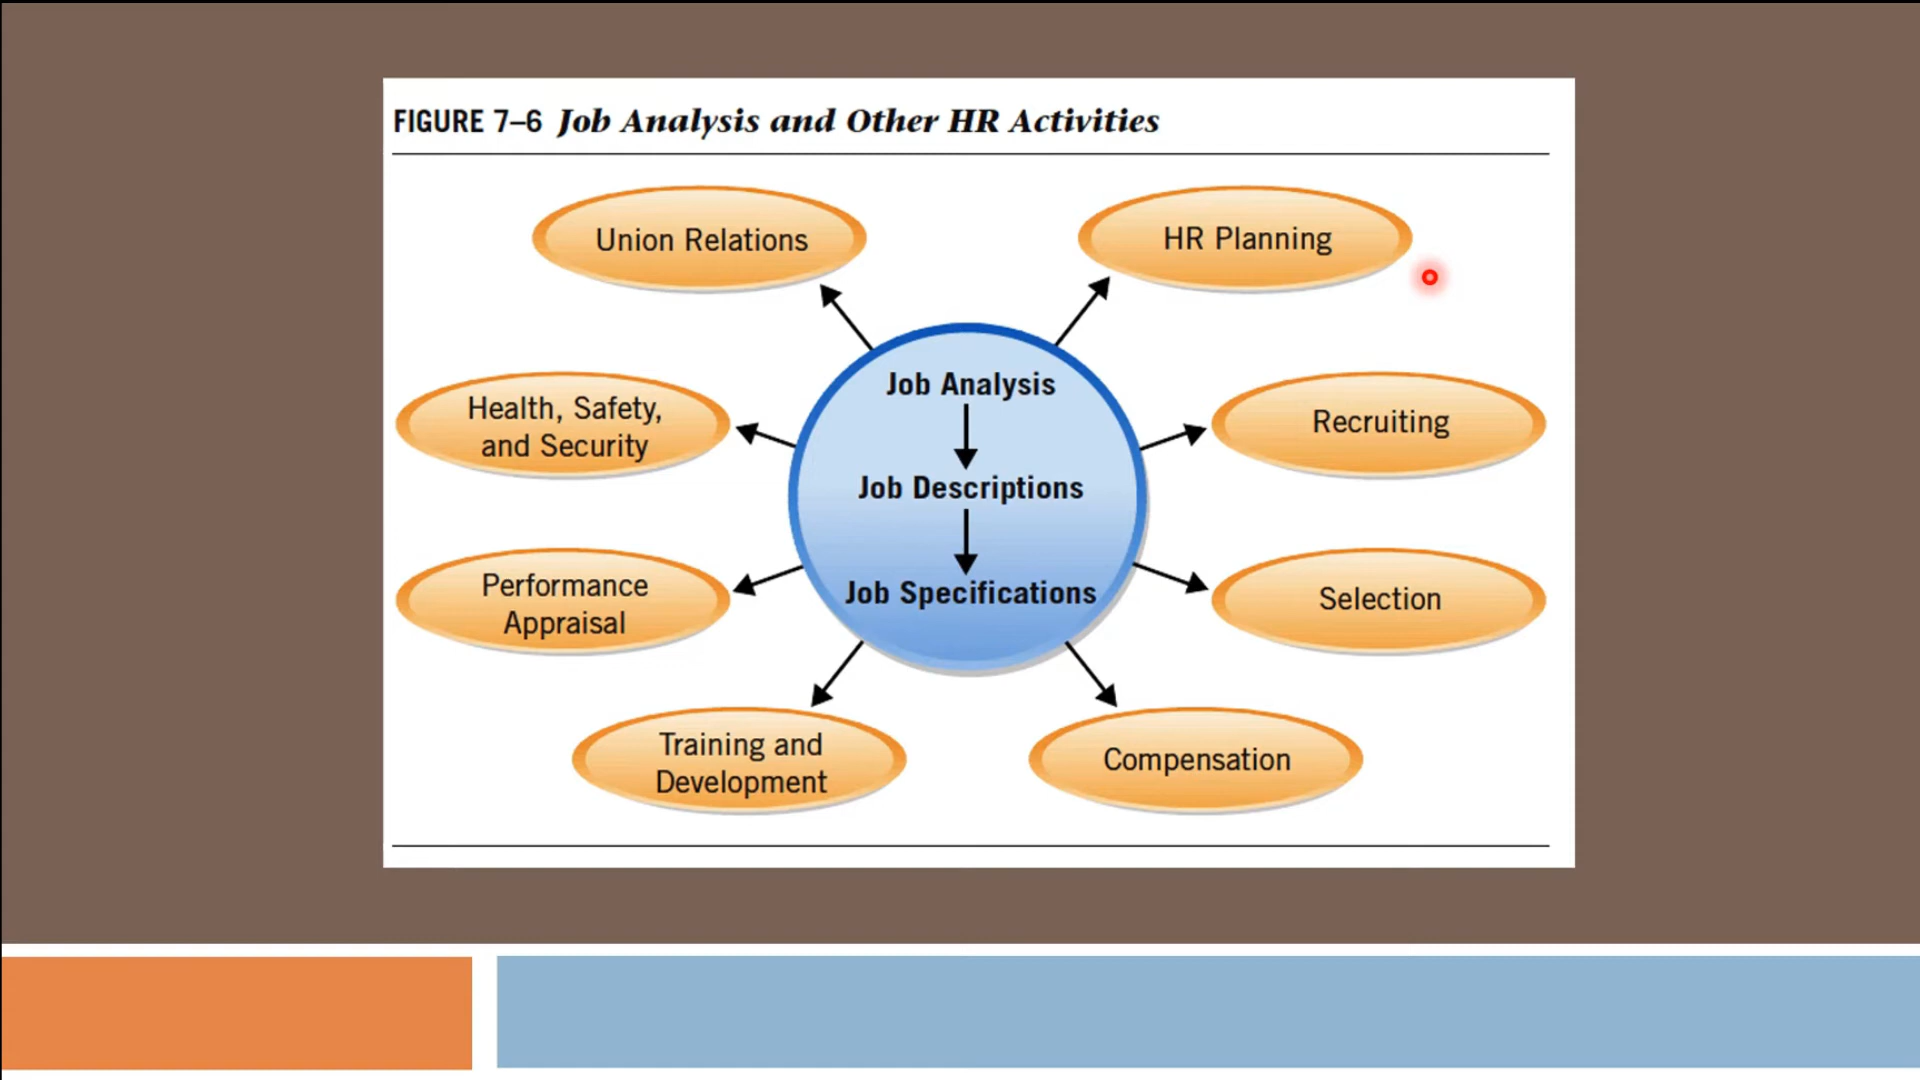 FIGURE 7–6 Job Analysis and Other HR Activities
Union Relations
HR Planning
Job Analysis
Health, Safety,
and Security
Recruiting
Job Descriptions
Performance
Appraisal
Job Specifications
Selection
Training and
Development
Compensation